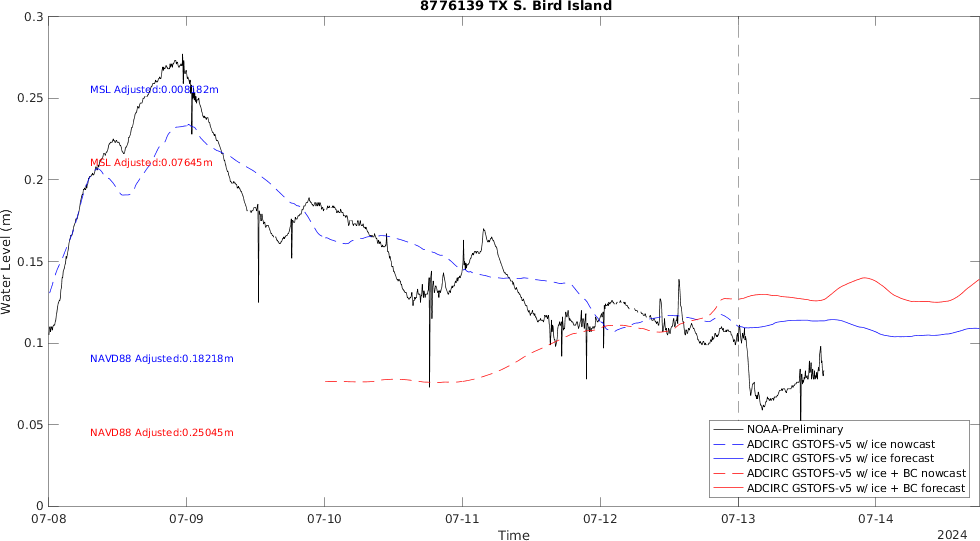 8776139 TX S. Bird Island
0.3
0.25
0.2
0.15
0.1
0.05
0
Water Level (m)
MSL Adjusted:0.008182m
MSL Adjusted:0.07645m
NAVD88 Adjusted:0.18218m
NAVD88 Adjusted:0.25045m
NOAA-Preliminary
ADCIRC GSTOFS-v5 w/ ice nowcast
ADCIRC GSTOFS-v5 w/ ice forecast
ADCIRC GSTOFS-v5 w/ ice + BC nowcast
ADCIRC GSTOFS-v5 w/ ice + BC forecast
07-08 07-09 07-10 07-11 07-12 07-13 07-14
Time
2024